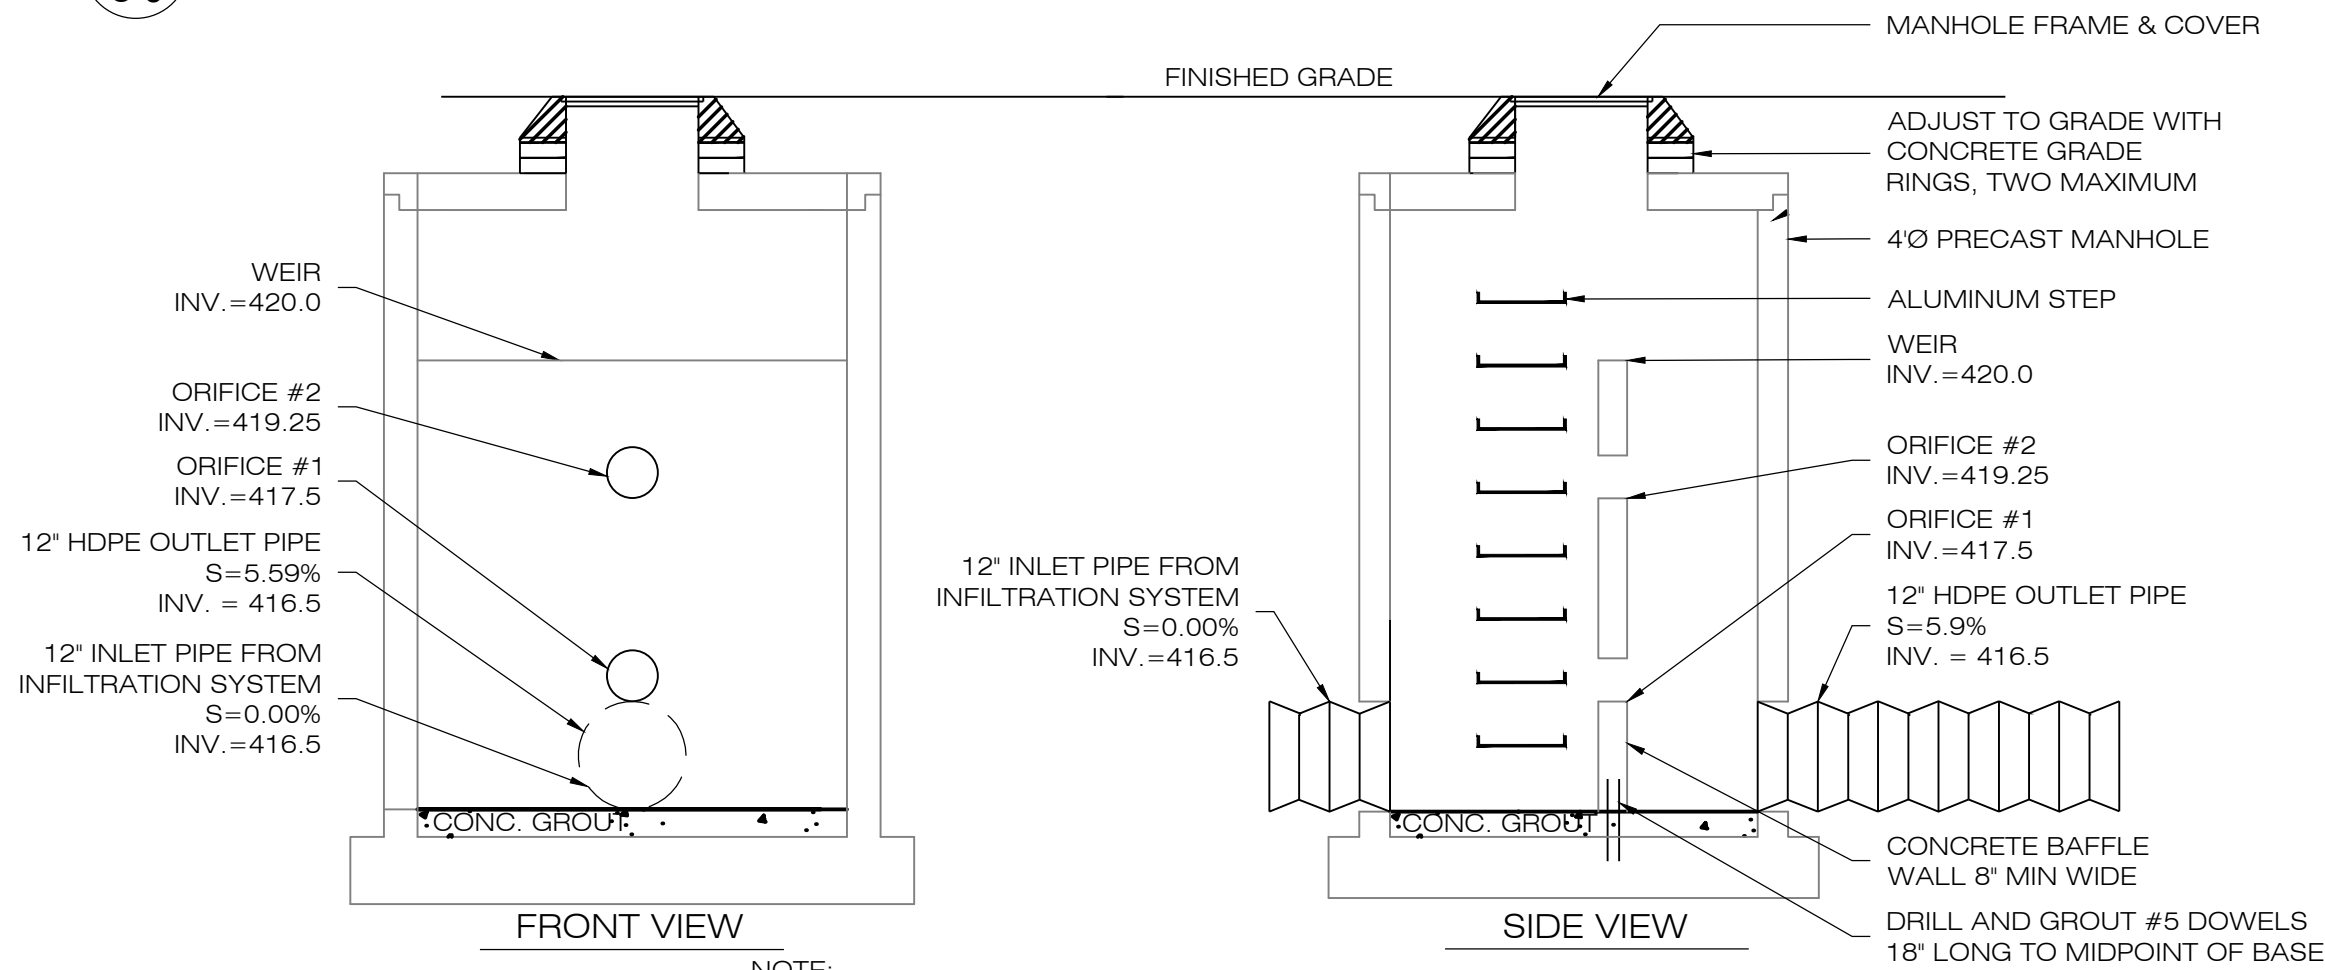 FINISHED GRADE
WEIR
INV.=420.0
ORIFICE #2
INV.=419.25
ORIFICE #1
INV.=417.5
12" HDPE OUTLET PIPE
S=5.59%
INV. = 416.5
12" INLET PIPE FROM
INFILTRATION SYSTEM
S=0.00%
INV.=416.5
CONC. GROUT
FRONT VIEW
NOTE:
12" INLET PIPE FROM
INFILTRATION SYSTEM
S=0.00%
INV.=416.5
MANHOLE FRAME & COVER
ADJUST TO GRADE WITH
CONCRETE GRADE
RINGS, TWO MAXIMUM
4'Ø PRECAST MANHOLE
ALUMINUM STEP
WEIR
INV.=420.0
ORIFICE #2
INV.=419.25
ORIFICE #1
INV.=417.5
12" HDPE OUTLET PIPE
S=5.9%
INV. = 416.5
CONC. GROUT
CONCRETE BAFFLE
WALL 8" MIN WIDE
DRILL AND GROUT #5 DOWELS
18" LONG TO MIDPOINT OF BASE
SIDE VIEW